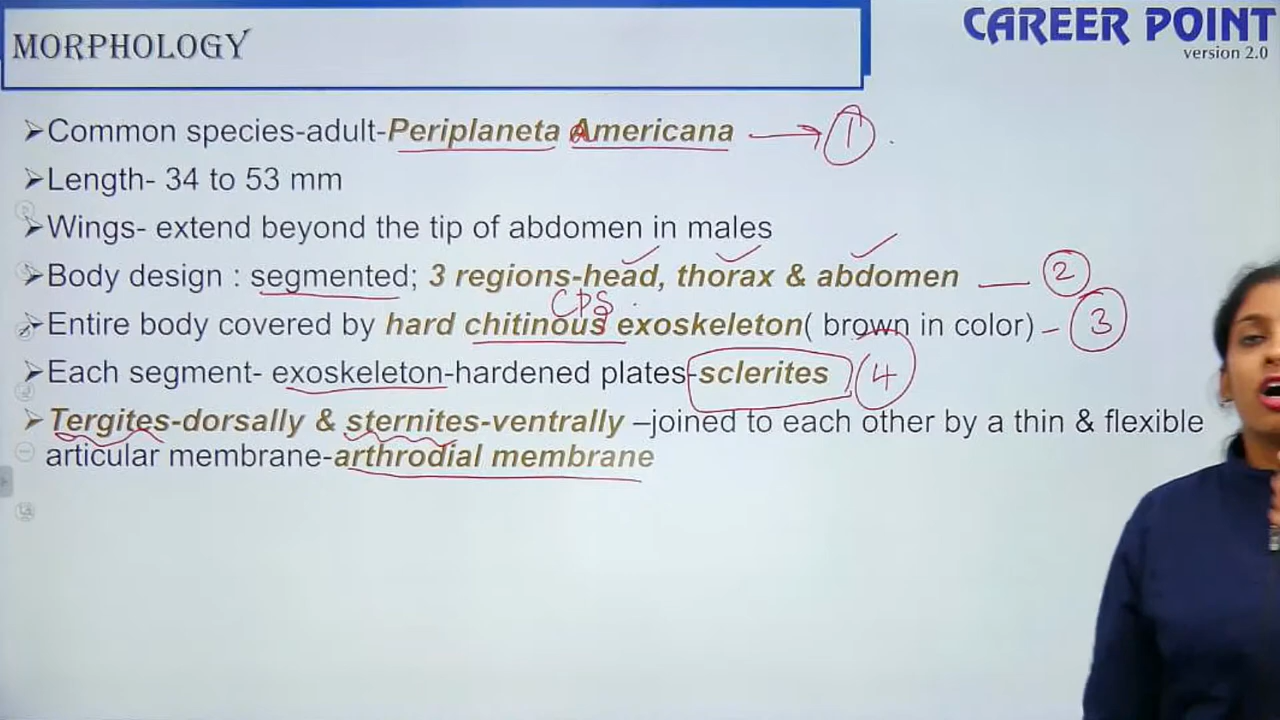 MORPHOLOGY
CAREER POINT
version 2.0
➢Common species-adult-Periplaneta Americana → 1
a
➢Length- 34 to 53 mm
➢Wings- extend beyond the tip of abdomen in males
➢Body design : segmented; 3 regions-head, thorax & abdomen — 2
CPS
➢Entire body covered by hard chitinous exoskeleton( brown in color) – 3
➢Each segment- exoskeleton-hardened plates-sclerites 4
➢Tergites-dorsally & sternites-ventrally –joined to each other by a thin & flexible
articular membrane-arthrodial membrane